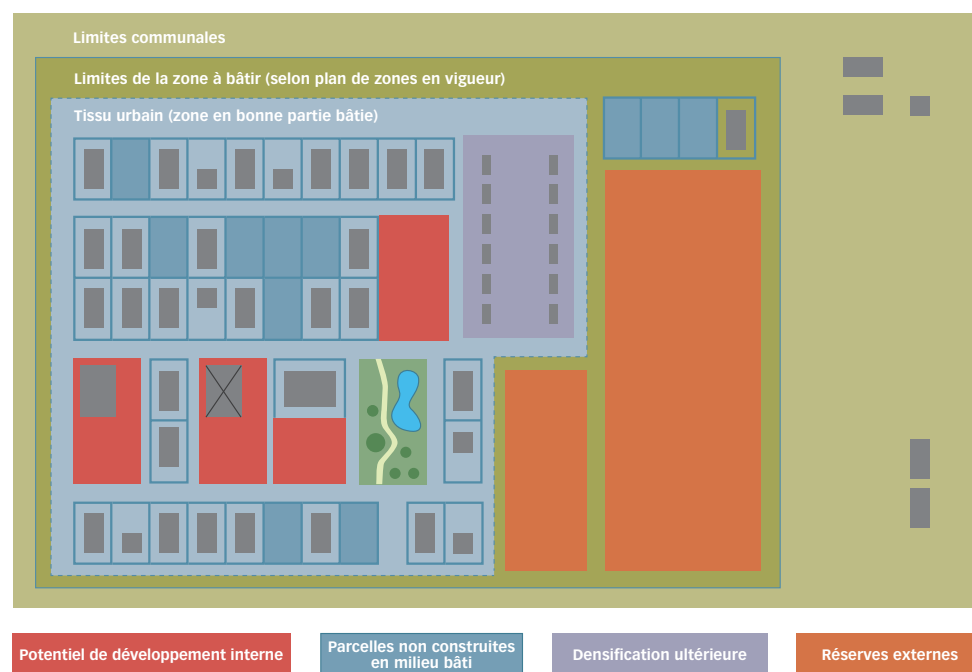 Limites communales
Limites de la zone à bâtir (selon plan de zones en vigueur)
Tissu urbain (zone en bonne partie bâtie)
Potentiel de développement interne
Parcelles non construites
en milieu bâti
Densification ultérieure
Réserves externes